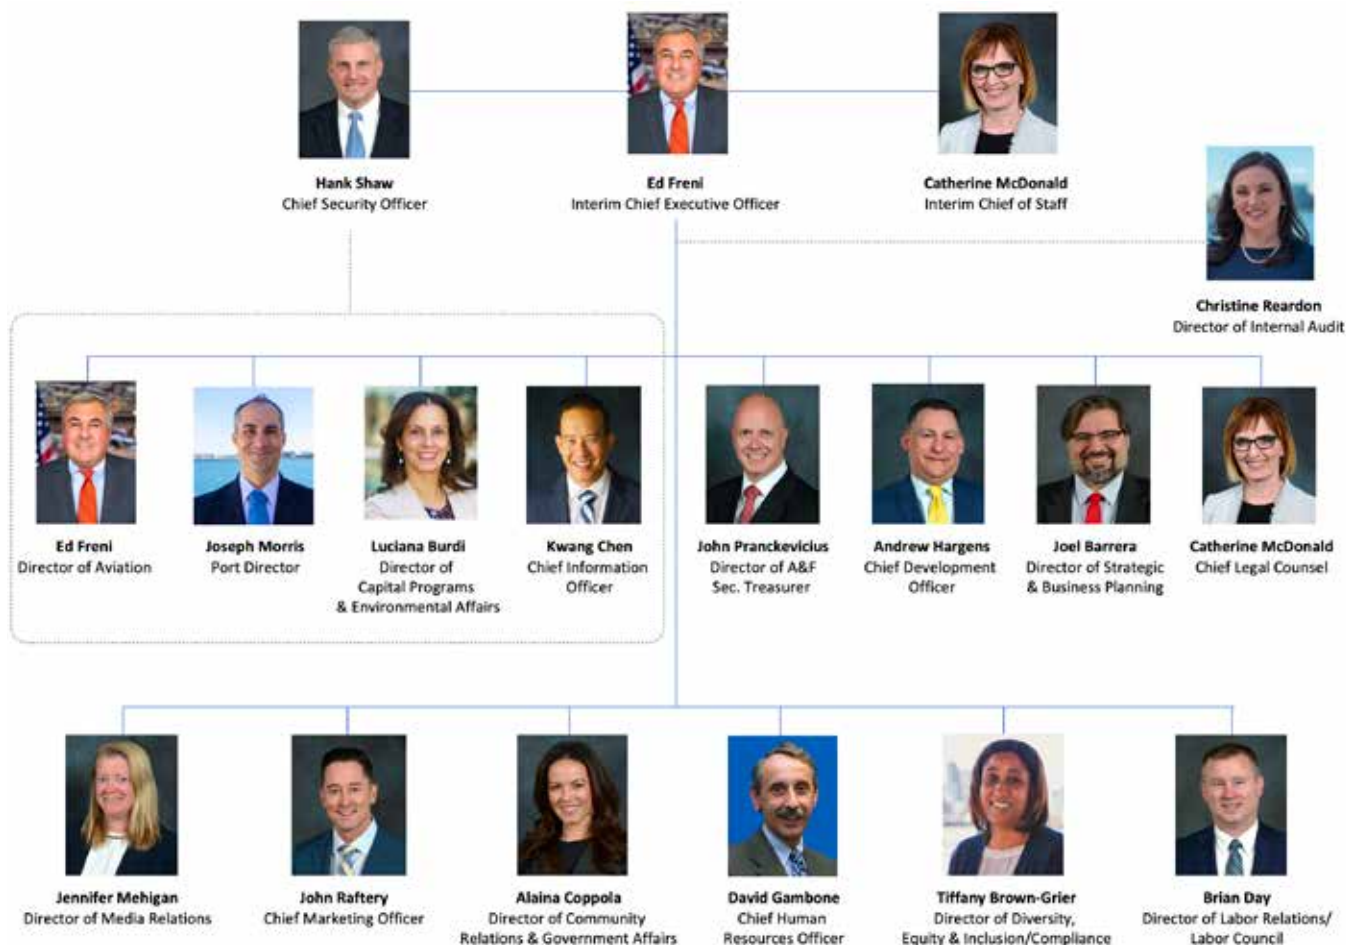 Hank Shaw
Chief Security Officer
Ed Freni
Interim Chief Executive Officer
Catherine McDonald
Interim Chief of Staff
Christine Reardon
Director of Internal Audit
Ed Freni
Director of Aviation
Joseph Morris
Port Director
Luciana Burdi
Director of
Capital Programs
& Environmental Affairs
Kwang Chen
Chief Information
Officer
John Pranckevicius
Director of A&F
Sec. Treasurer
Andrew Hargens
Chief Development
Officer
Joel Barrera
Director of Strategic
& Business Planning
Catherine McDonald
Chief Legal Counsel
Jennifer Mehigan
Director of Media Relations
John Raftery
Chief Marketing Officer
Alaina Coppola
Director of Community
Relations & Government Affairs
David Gambone
Chief Human
Resources Officer
Tiffany Brown-Grier
Director of Diversity,
Equity & Inclusion/Compliance
Brian Day
Director of Labor Relations/
Labor Council